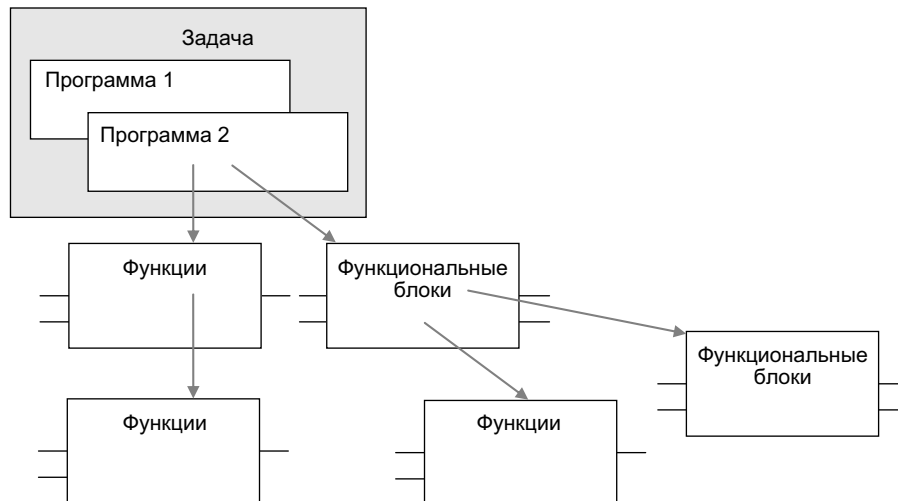 Задача
Программа 1
Программа 2
Функции
Функциональные
блоки
Функциональные
блоки
Функции
Функции